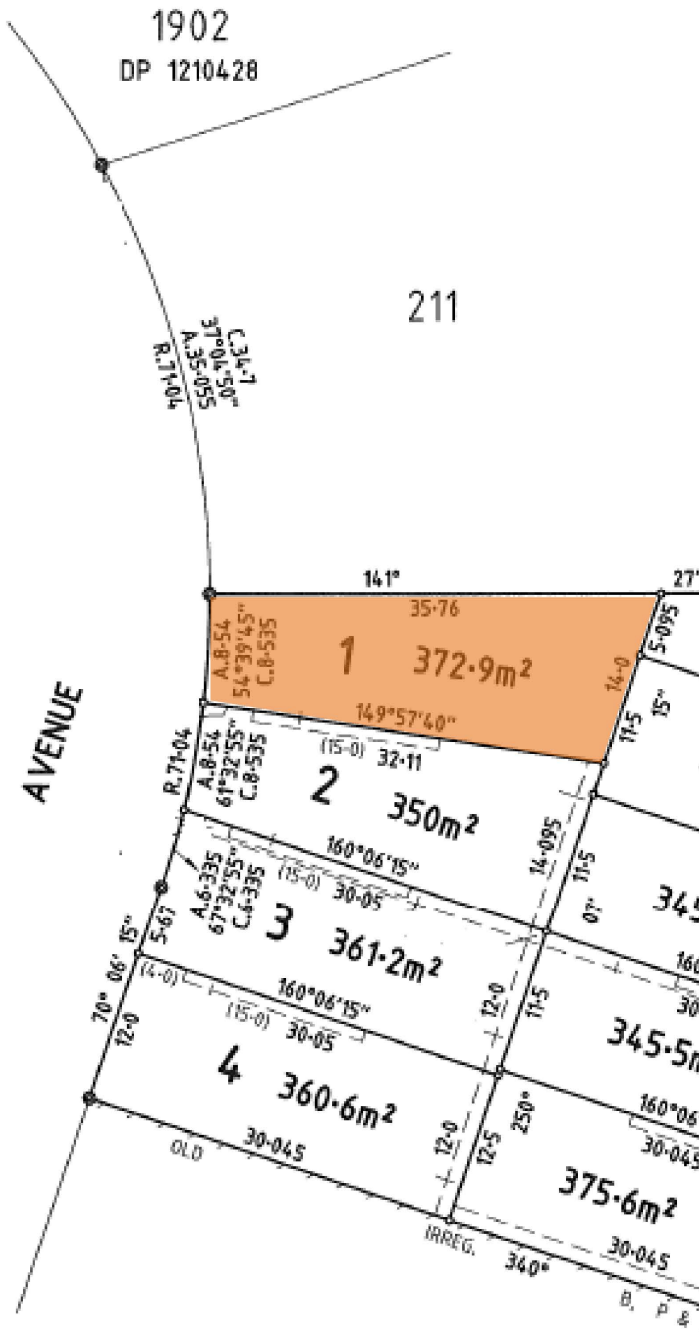 1902
DP 1210428
211
C.34·7
37°04'50"
A.35·055
R.71·04
141°
27'
35·76
5·095
A.8·54
54°39'45"
C.8·535
1 372·9m²
14·0
15"
11·5
149°57'40"
(15·0) 32·11
AVENUE
R.71·04
A.8·54
61°32'55"
C.8·535
2 350m²
14·095
11·5
160°06'15"
(15·0) 30·05
07'
345
A.6·335
67°32'55"
C.6·335
3 361·2m²
160
30
70° 06' 15"
5·67
(4·0)
160°06'15"
(15·0) 30·05
12·0
11·5
345·5m
12·0
4 360·6m²
12·0
12·5
250°
160°06
30·045
OLD
30·045
375·6m²
IRREG.
340°
30·045
B. P &